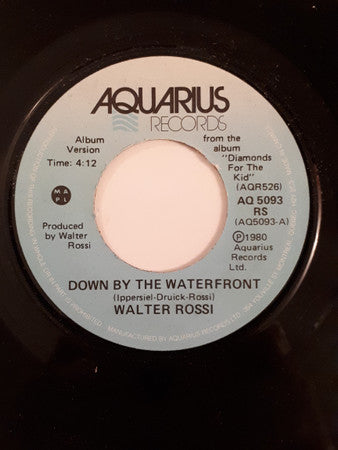 AQUARIUS
RECORDS
Album
Version
Time: 4:12
from the
album
"Diamonds
For The
Kid"
(AQR526)
M A
P L
AQ 5093
RS
(AQ5093-A)
Produced
by Walter
Rossi
Ⓟ1980
Aquarius
Records
Ltd.
DOWN BY THE WATERFRONT
(Ippersiel-Druick-Rossi)
WALTER ROSSI
MANUFACTURED BY AQUARIUS RECORDS LTD.